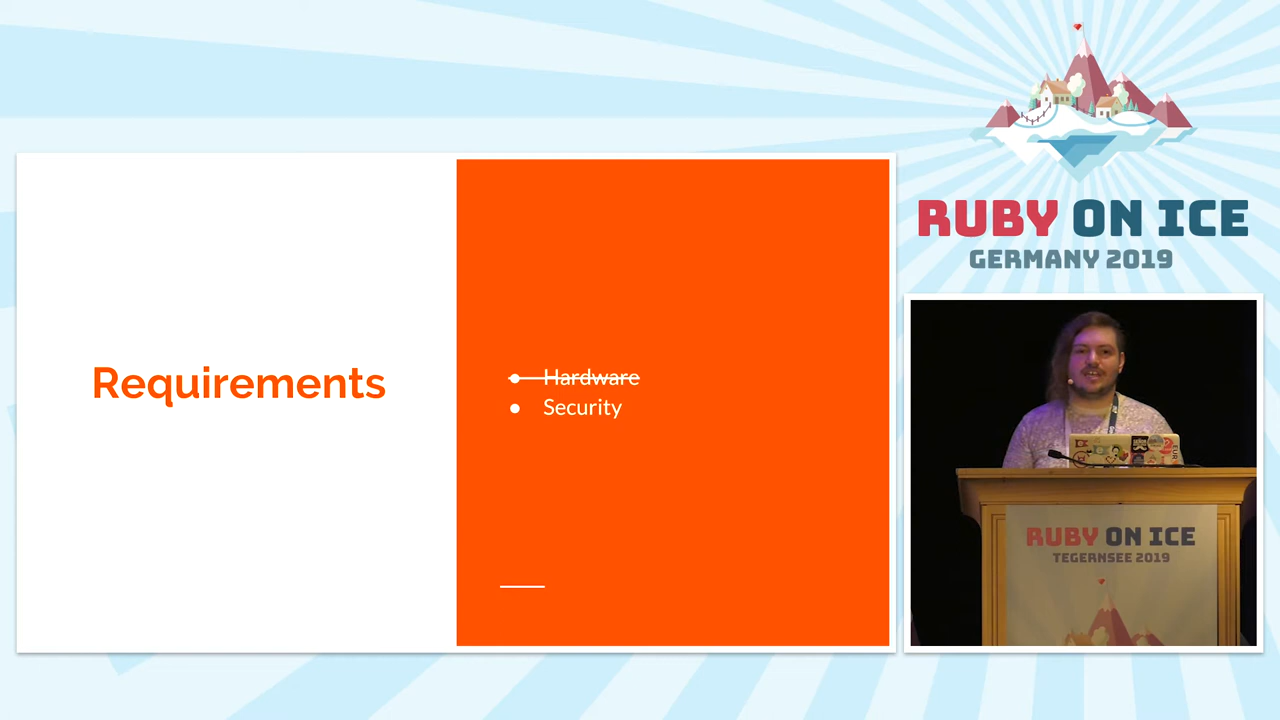 RUBY ON ICE
GERMANY 2019
Requirements
● Hardware
● Security
RUBY ON ICE
TEGERNSEE 2019